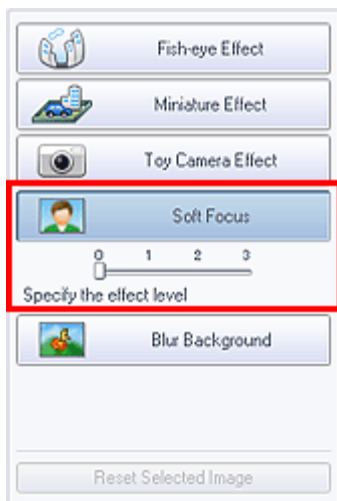 Fish-eye Effect
Miniature Effect
Toy Camera Effect
Soft Focus
0 1 2 3
Specify the effect level
Blur Background
Reset Selected Image